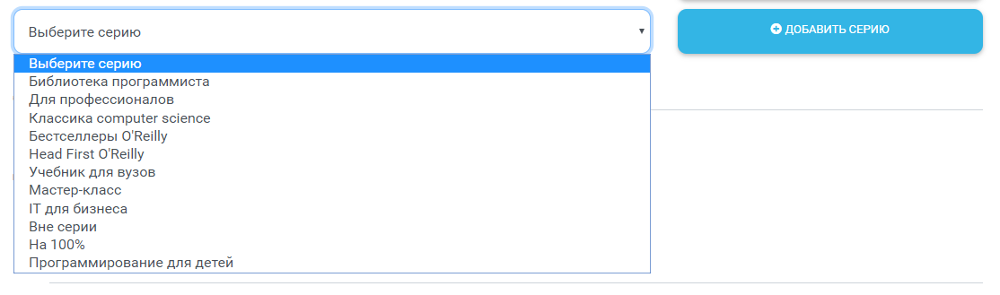 Выберите серию
ДОБАВИТЬ СЕРИЮ
Выберите серию
Библиотека программиста
Для профессионалов
Классика computer science
Бестселлеры O'Reilly
Head First O'Reilly
Учебник для вузов
Мастер-класс
IT для бизнеса
Вне серии
На 100%
Программирование для детей